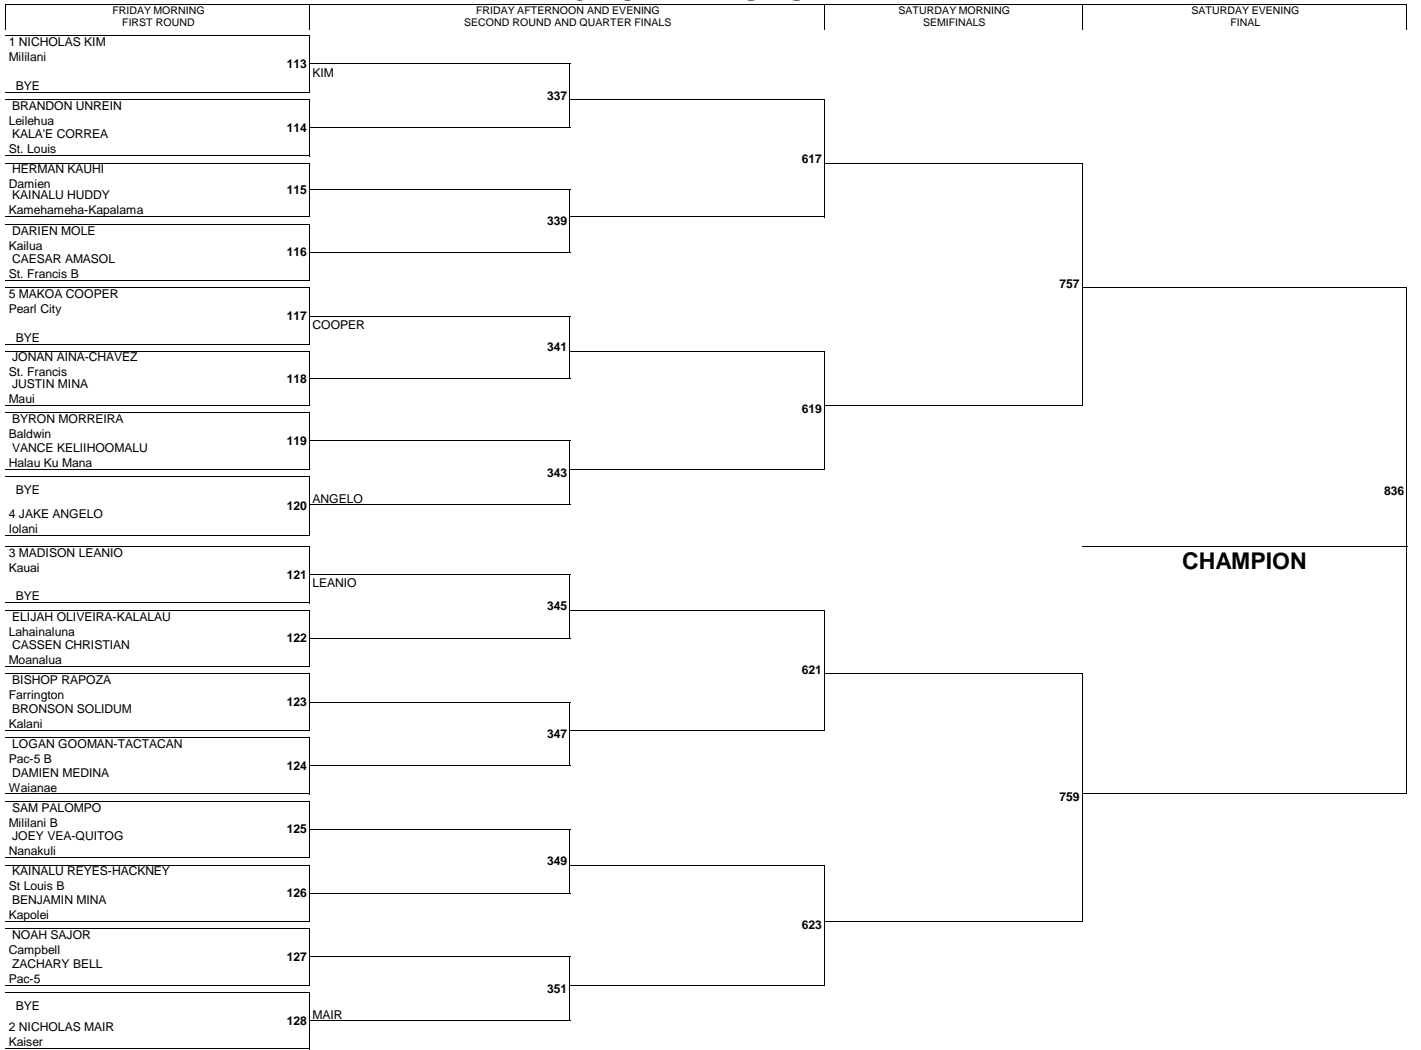 FRIDAY MORNING
FIRST ROUND
FRIDAY AFTERNOON AND EVENING
SECOND ROUND AND QUARTER FINALS
SATURDAY MORNING
SEMIFINALS
SATURDAY EVENING
FINAL
1 NICHOLAS KIM
Mililani
113
KIM
BYE
337
BRANDON UNREIN
Leilehua
114
KALA'E CORREA
St. Louis
617
HERMAN KAUHI
Damien
115
KAINALU HUDDY
Kamehameha-Kapalama
339
DARIEN MOLE
Kailua
116
CAESAR AMASOL
St. Francis B
757
5 MAKOA COOPER
Pearl City
117
COOPER
BYE
341
JONAN AINA-CHAVEZ
St. Francis
118
JUSTIN MINA
Maui
619
BYRON MORREIRA
Baldwin
119
VANCE KELIIHOOMALU
Halau Ku Mana
343
BYE
120
ANGELO
4 JAKE ANGELO
Iolani
836
CHAMPION
3 MADISON LEANIO
Kauai
121
LEANIO
BYE
345
ELIJAH OLIVEIRA-KALALAU
Lahainaluna
122
CASSEN CHRISTIAN
Moanalua
621
BISHOP RAPOZA
Farrington
123
BRONSON SOLIDUM
Kalani
347
LOGAN GOOMAN-TACTACAN
Pac-5 B
124
DAMIEN MEDINA
Waianae
759
SAM PALOMPO
Mililani B
125
JOEY VEA-QUITOG
Nanakuli
349
KAINALU REYES-HACKNEY
St Louis B
126
BENJAMIN MINA
Kapolei
623
NOAH SAJOR
Campbell
127
ZACHARY BELL
Pac-5
351
BYE
128
MAIR
2 NICHOLAS MAIR
Kaiser